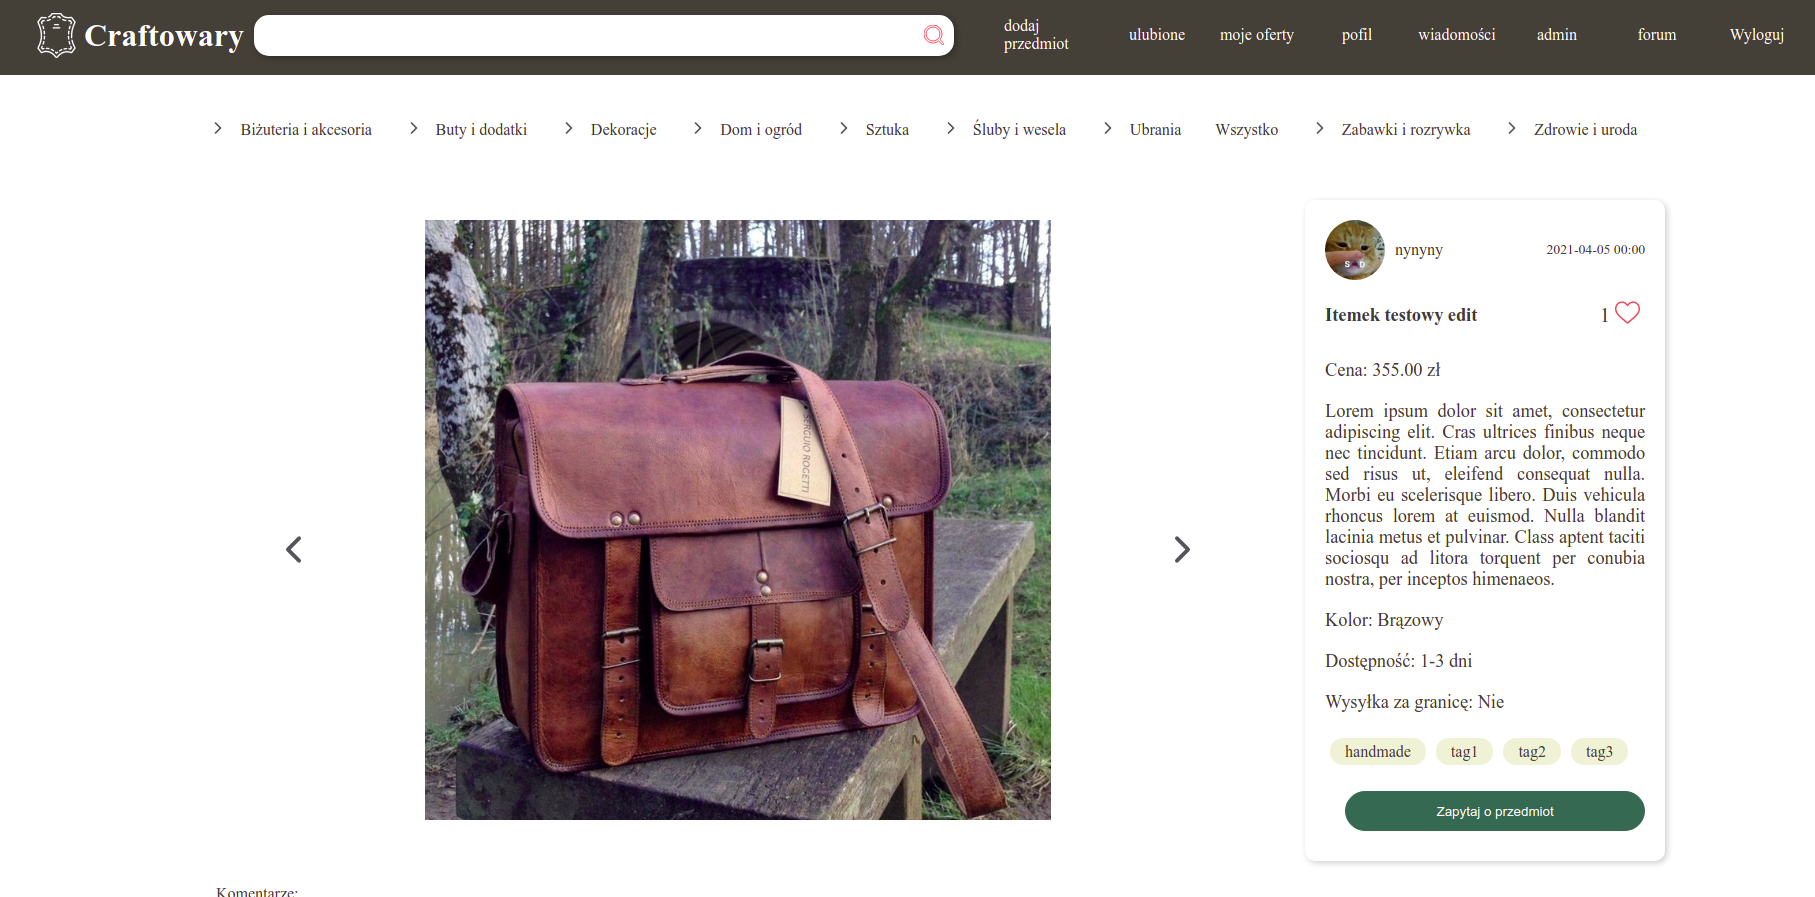 Craftowary
dodaj
przedmiot
ulubione
moje oferty
pofil
wiadomości
admin
forum
Wyloguj
Biżuteria i akcesoria
Buty i dodatki
Dekoracje
Dom i ogród
Sztuka
Śluby i wesela
Ubrania
Wszystko
Zabawki i rozrywka
Zdrowie i uroda
SERGUIO ROGETTI
S D
nynyny
2021-04-05 00:00
Itemek testowy edit
1
Cena: 355.00 zł
Lorem ipsum dolor sit amet, consectetur
adipiscing elit. Cras ultrices finibus neque
nec tincidunt. Etiam arcu dolor, commodo
sed risus ut, eleifend consequat nulla.
Morbi eu scelerisque libero. Duis vehicula
rhoncus lorem at euismod. Nulla blandit
lacinia metus et pulvinar. Class aptent taciti
sociosqu ad litora torquent per conubia
nostra, per inceptos himenaeos.
Kolor: Brązowy
Dostępność: 1-3 dni
Wysyłka za granicę: Nie
handmade
tag1
tag2
tag3
Zapytaj o przedmiot
Komentarze: